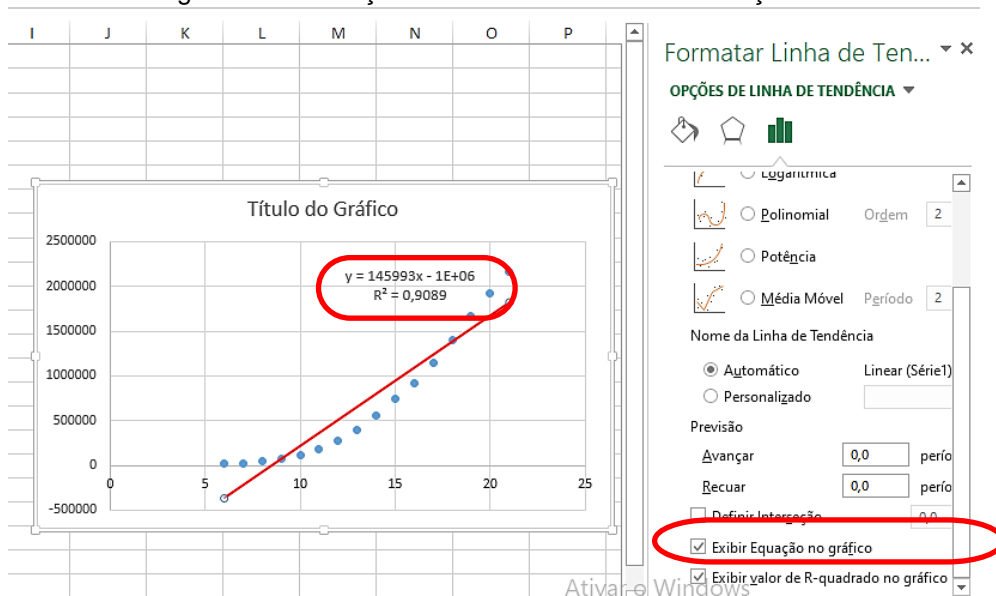 I J K L M N O P
Formatar Linha de Ten...
OPÇÕES DE LINHA DE TENDÊNCIA
Logarítmica
Polinomial Ordem 2
Potência
Média Móvel Período 2
Nome da Linha de Tendência
Automático Linear (Série1)
Personalizado
Previsão
Avançar 0,0 perío
Recuar 0,0 perío
Definir Interseção 0,0
Exibir Equação no gráfico
Exibir valor de R-quadrado no gráfico
Título do Gráfico
2500000
2000000
1500000
1000000
500000
0
-500000
0 5 10 15 20 25
y = 145993x - 1E+06
R² = 0,9089
Ativar o Windows